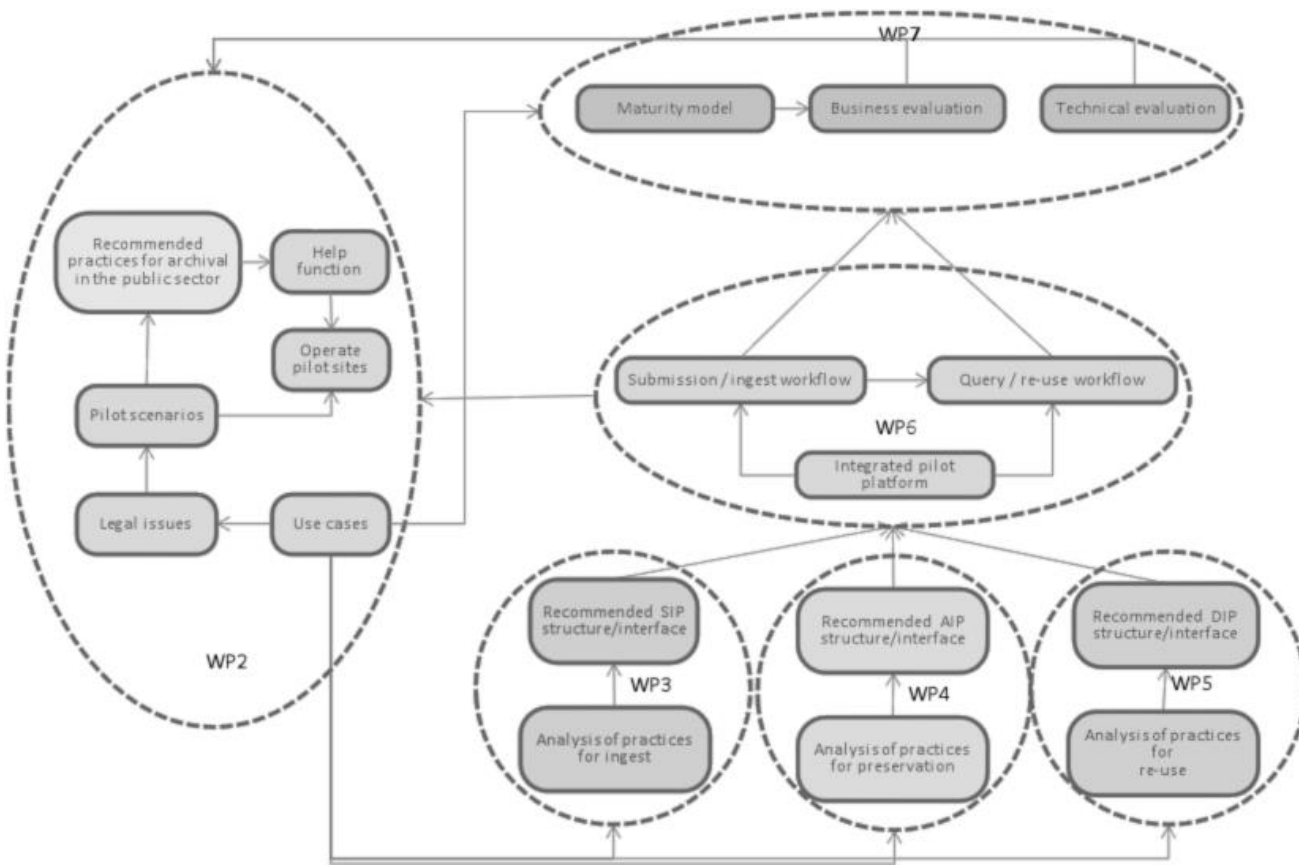 WP7
Maturity model
Business evaluation
Technical evaluation
Recommended
practices for archival
in the public sector
Help
function
Operate
pilot sites
Pilot scenarios
Legal issues
Use cases
WP2
Submission / ingest workflow
Query / re-use workflow
WP6
Integrated pilot
platform
Recommended SIP
structure/interface
WP3
Analysis of practices
for ingest
Recommended AIP
structure/interface
WP4
Analysis of practices
for preservation
Recommended DIP
structure/interface
WP5
Analysis of practices
for
re-use